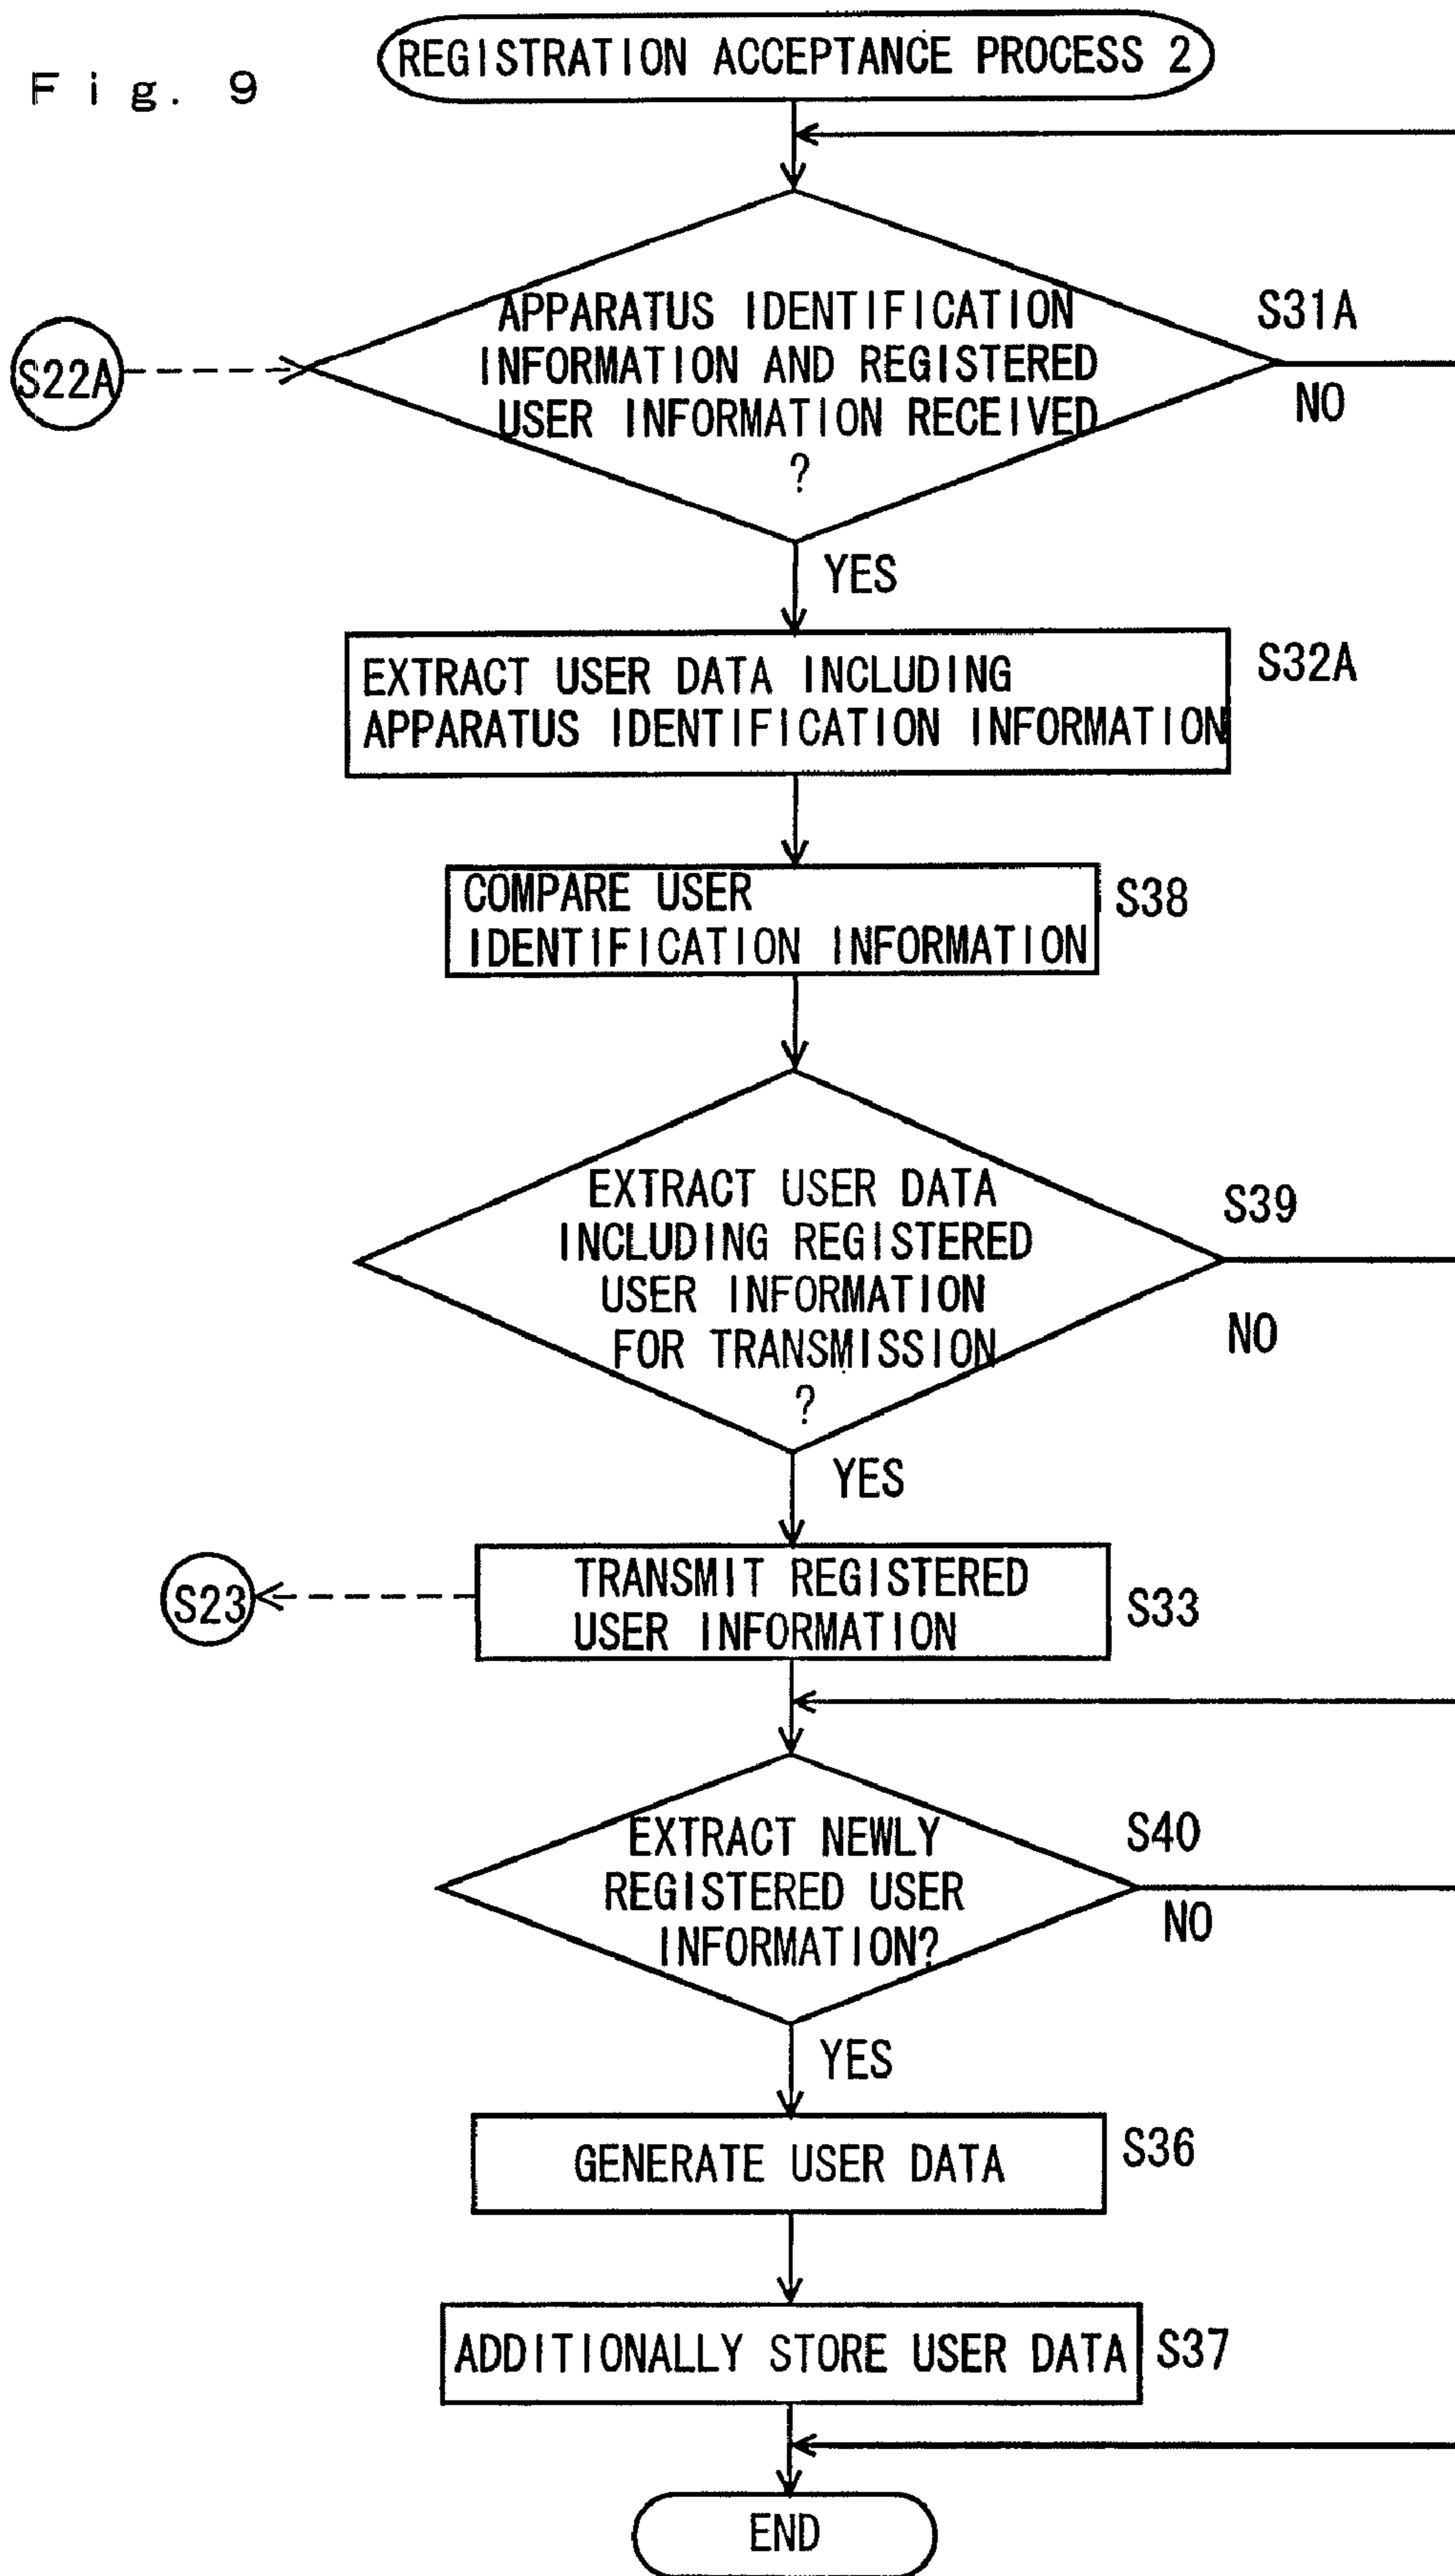 Fig. 9
REGISTRATION ACCEPTANCE PROCESS 2
APPARATUS IDENTIFICATION
INFORMATION AND REGISTERED
USER INFORMATION RECEIVED
?
S31A
NO
S22A
YES
EXTRACT USER DATA INCLUDING
APPARATUS IDENTIFICATION INFORMATION
S32A
COMPARE USER
IDENTIFICATION INFORMATION
S38
EXTRACT USER DATA
INCLUDING REGISTERED
USER INFORMATION
FOR TRANSMISSION
?
S39
NO
YES
TRANSMIT REGISTERED
USER INFORMATION
S33
S23
EXTRACT NEWLY
REGISTERED USER
INFORMATION?
S40
NO
YES
GENERATE USER DATA
S36
ADDITIONALLY STORE USER DATA
S37
END